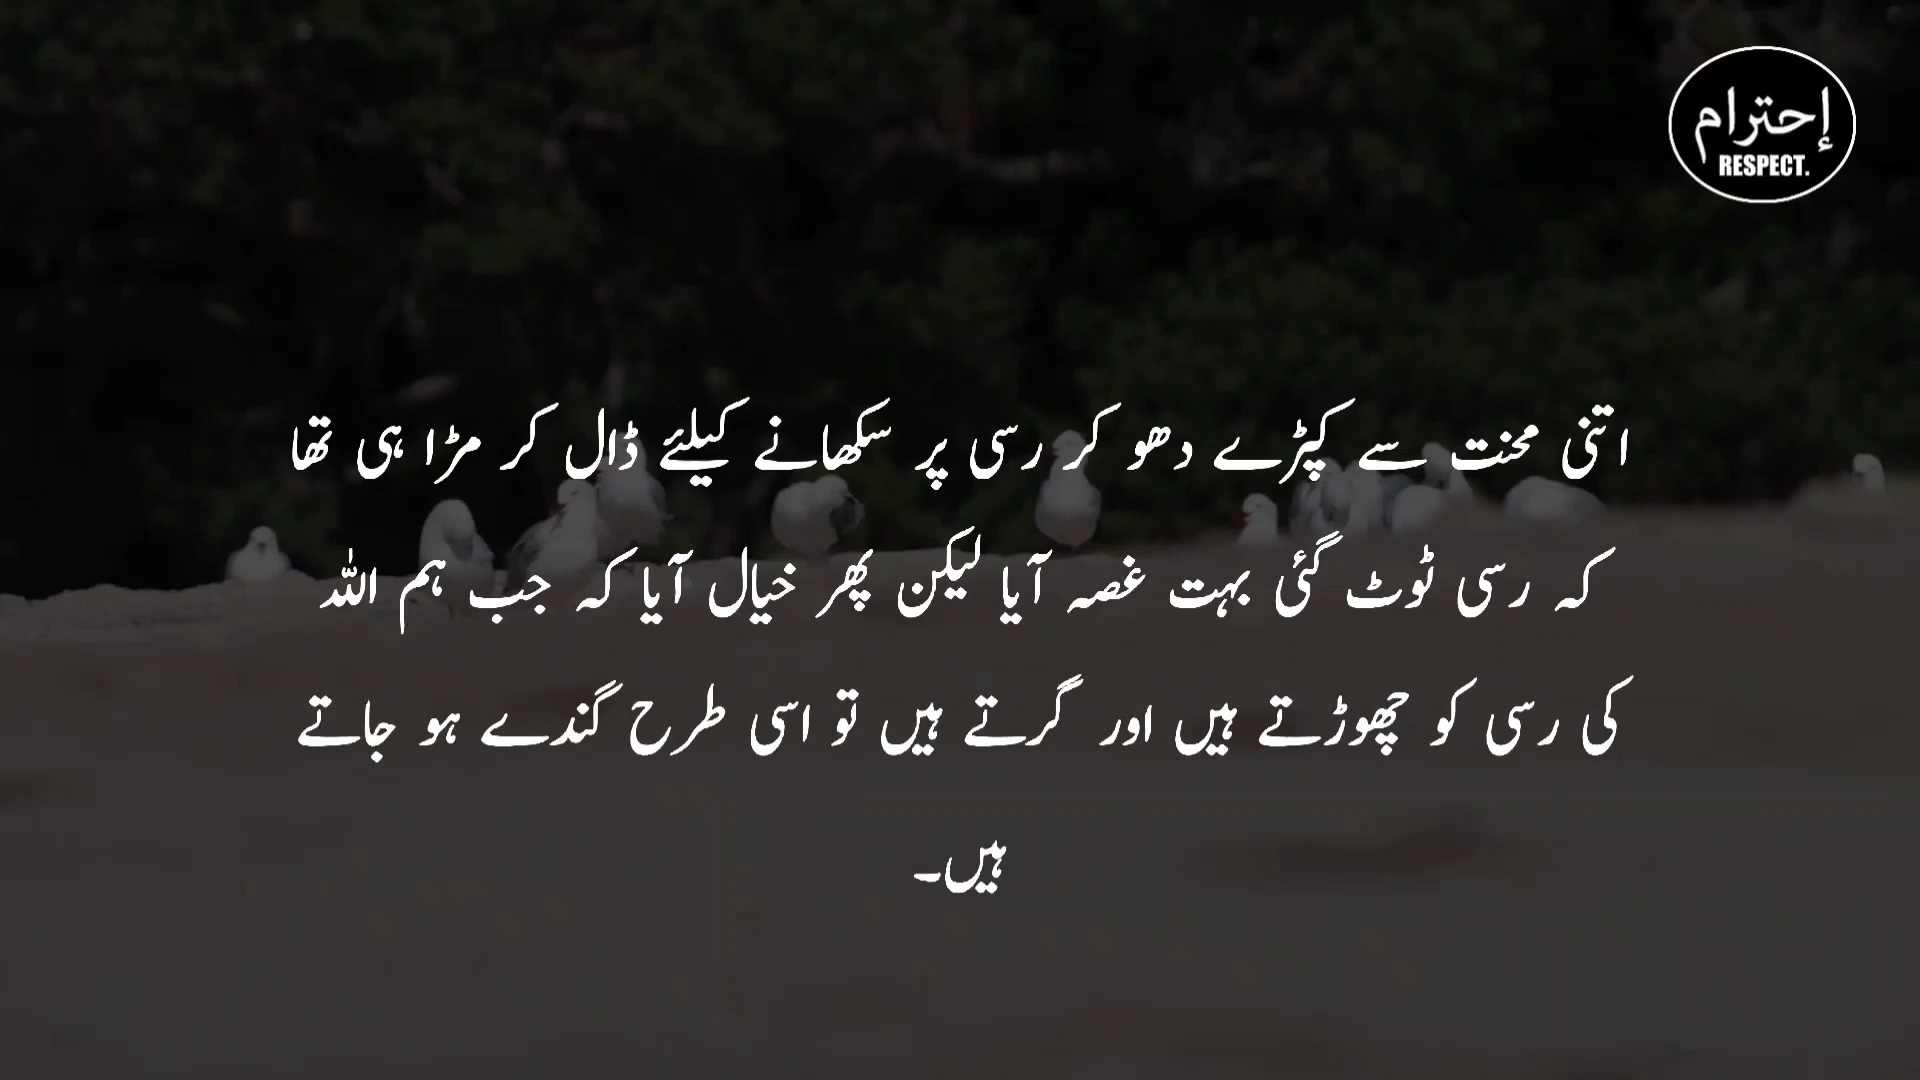 إحترام
RESPECT.
اتنی محنت سے کپڑے دھو کر رسی پر سکھانے کیلئے ڈال کر مڑا ہی تھا
کہ رسی ٹوٹ گئی بہت غصہ آیا لیکن پھر خیال آیا کہ جب ہم اللہ
کی رسی کو چھوڑتے ہیں اور گرتے ہیں تو اسی طرح گندے ہو جاتے
ہیں۔